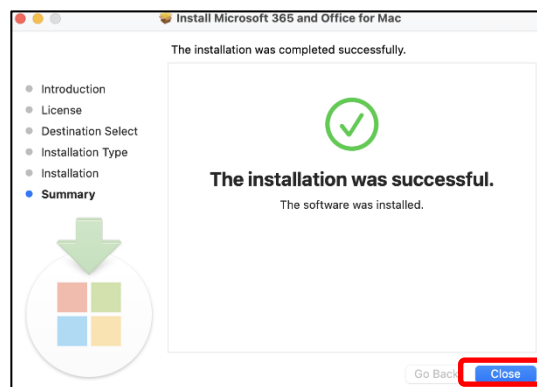 Install Microsoft 365 and Office for Mac
The installation was completed successfully.
Introduction
License
Destination Select
Installation Type
Installation
Summary
The installation was successful.
The software was installed.
Go Back
Close